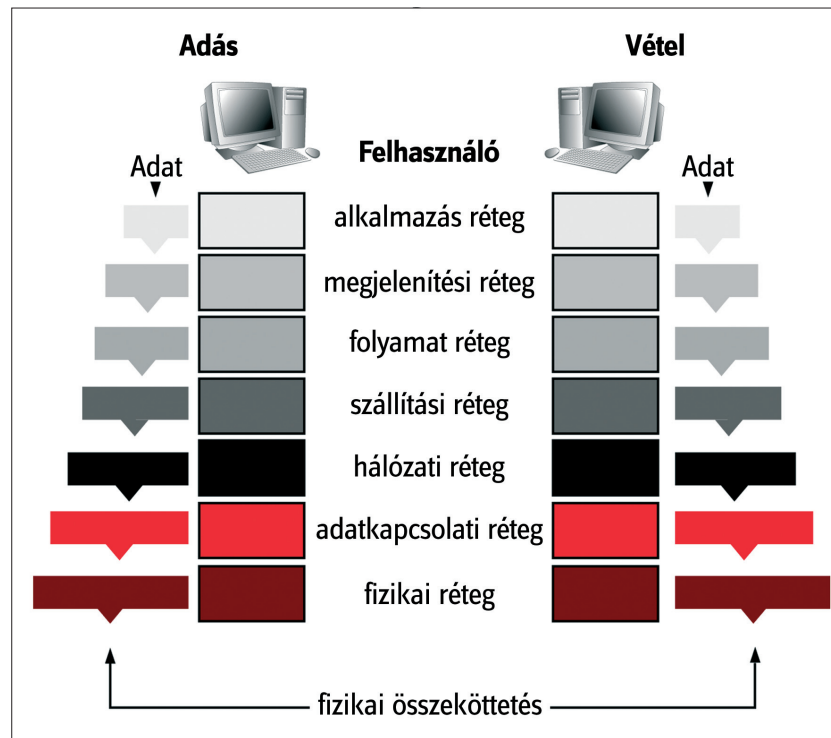 Adás
Vétel
Felhasználó
Adat
Adat
alkalmazás réteg
megjelenítési réteg
folyamat réteg
szállítási réteg
hálózati réteg
adatkapcsolati réteg
fizikai réteg
fizikai összeköttetés